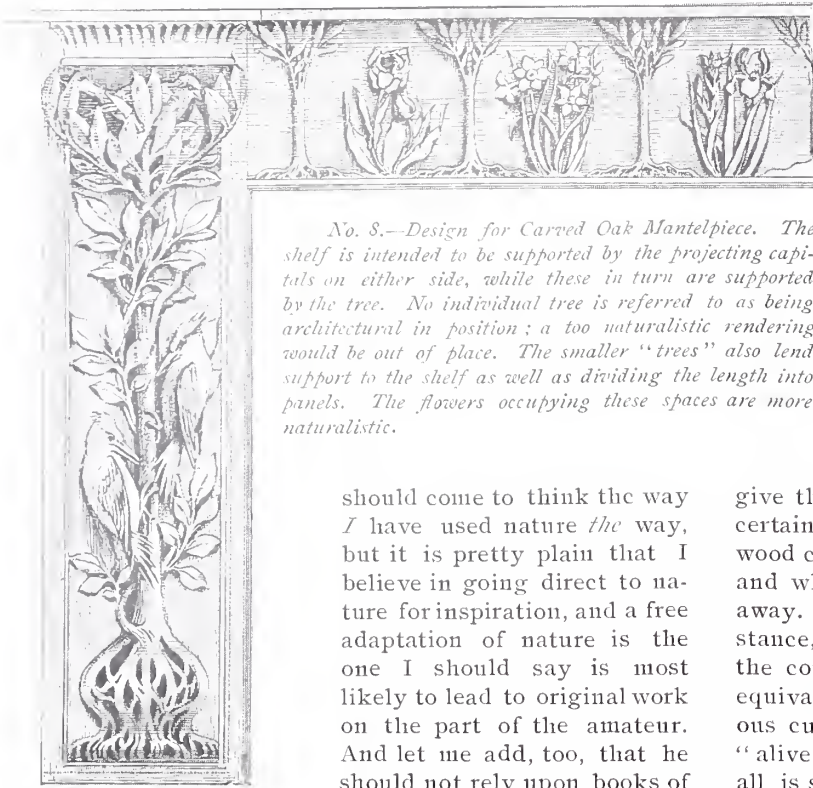 No. 8.—Design for Carved Oak Mantelpiece. The
shelf is intended to be supported by the projecting capi-
tals on either side, while these in turn are supported
by the tree. No individual tree is referred to as being
architectural in position ; a too naturalistic rendering
would be out of place. The smaller “trees” also lend
support to the shelf as well as dividing the length into
panels. The flowers occupying these spaces are more
naturalistic.
should come to think the way
I have used nature the way,
but it is pretty plain that I
believe in going direct to na-
ture for inspiration, and a free
adaptation of nature is the
one I should say is most
likely to lead to original work
on the part of the amateur.
And let me add, too, that he
should not rely upon books of
give
certain
wood
and
away.
stance,
the
equiva
ous
“alive
all is